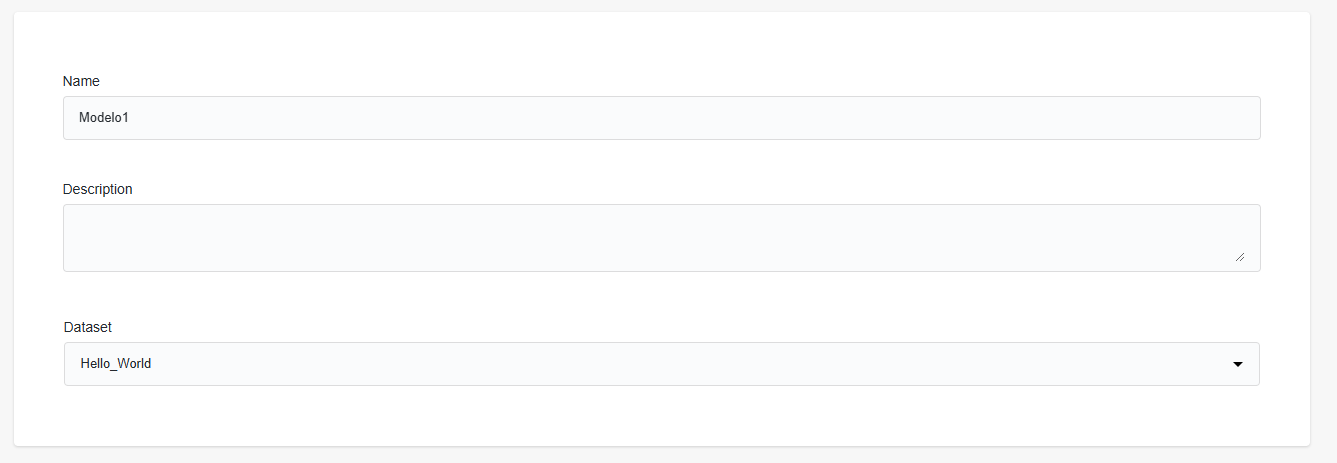 Name
Modelo1
Description
Dataset
Hello_World